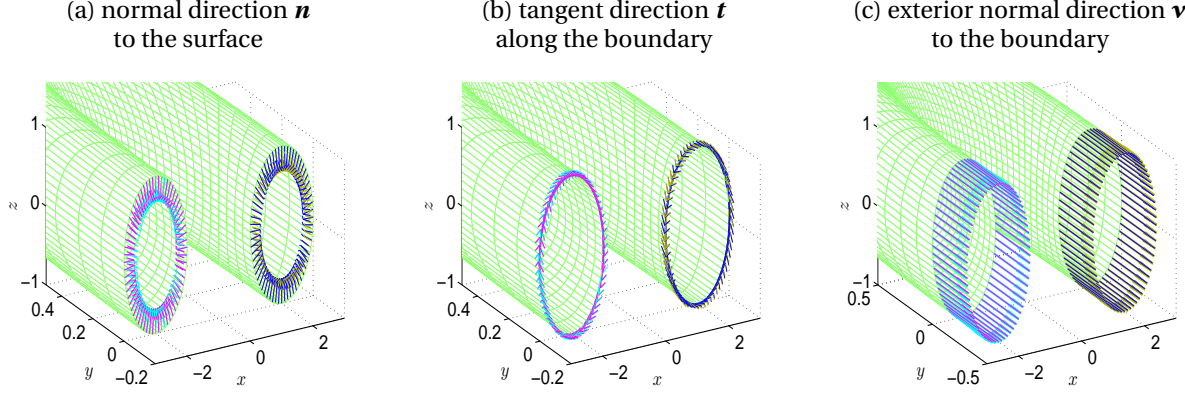 (a) normal direction n
to the surface
(b) tangent direction t
along the boundary
(c) exterior normal direction ν
to the boundary
1
0
−1
z
0.4
0.2
0
−0.2
y
−2
0
2
x
1
0
−1
z
0.4
0.2
0
−0.2
y
−2
0
2
x
1
0
−1
z
0.5
0
−0.5
y
−2
0
2
x